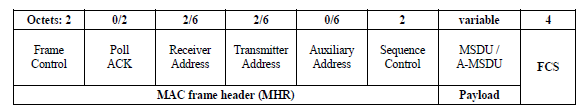 Octets: 2 0/2 2/6 2/6 0/6 2 variable 4
Frame Poll Receiver Transmitter Auxiliary Sequence MSDU /
Control ACK Address Address Address Control A-MSDU
FCS
MAC frame header (MHR) Payload